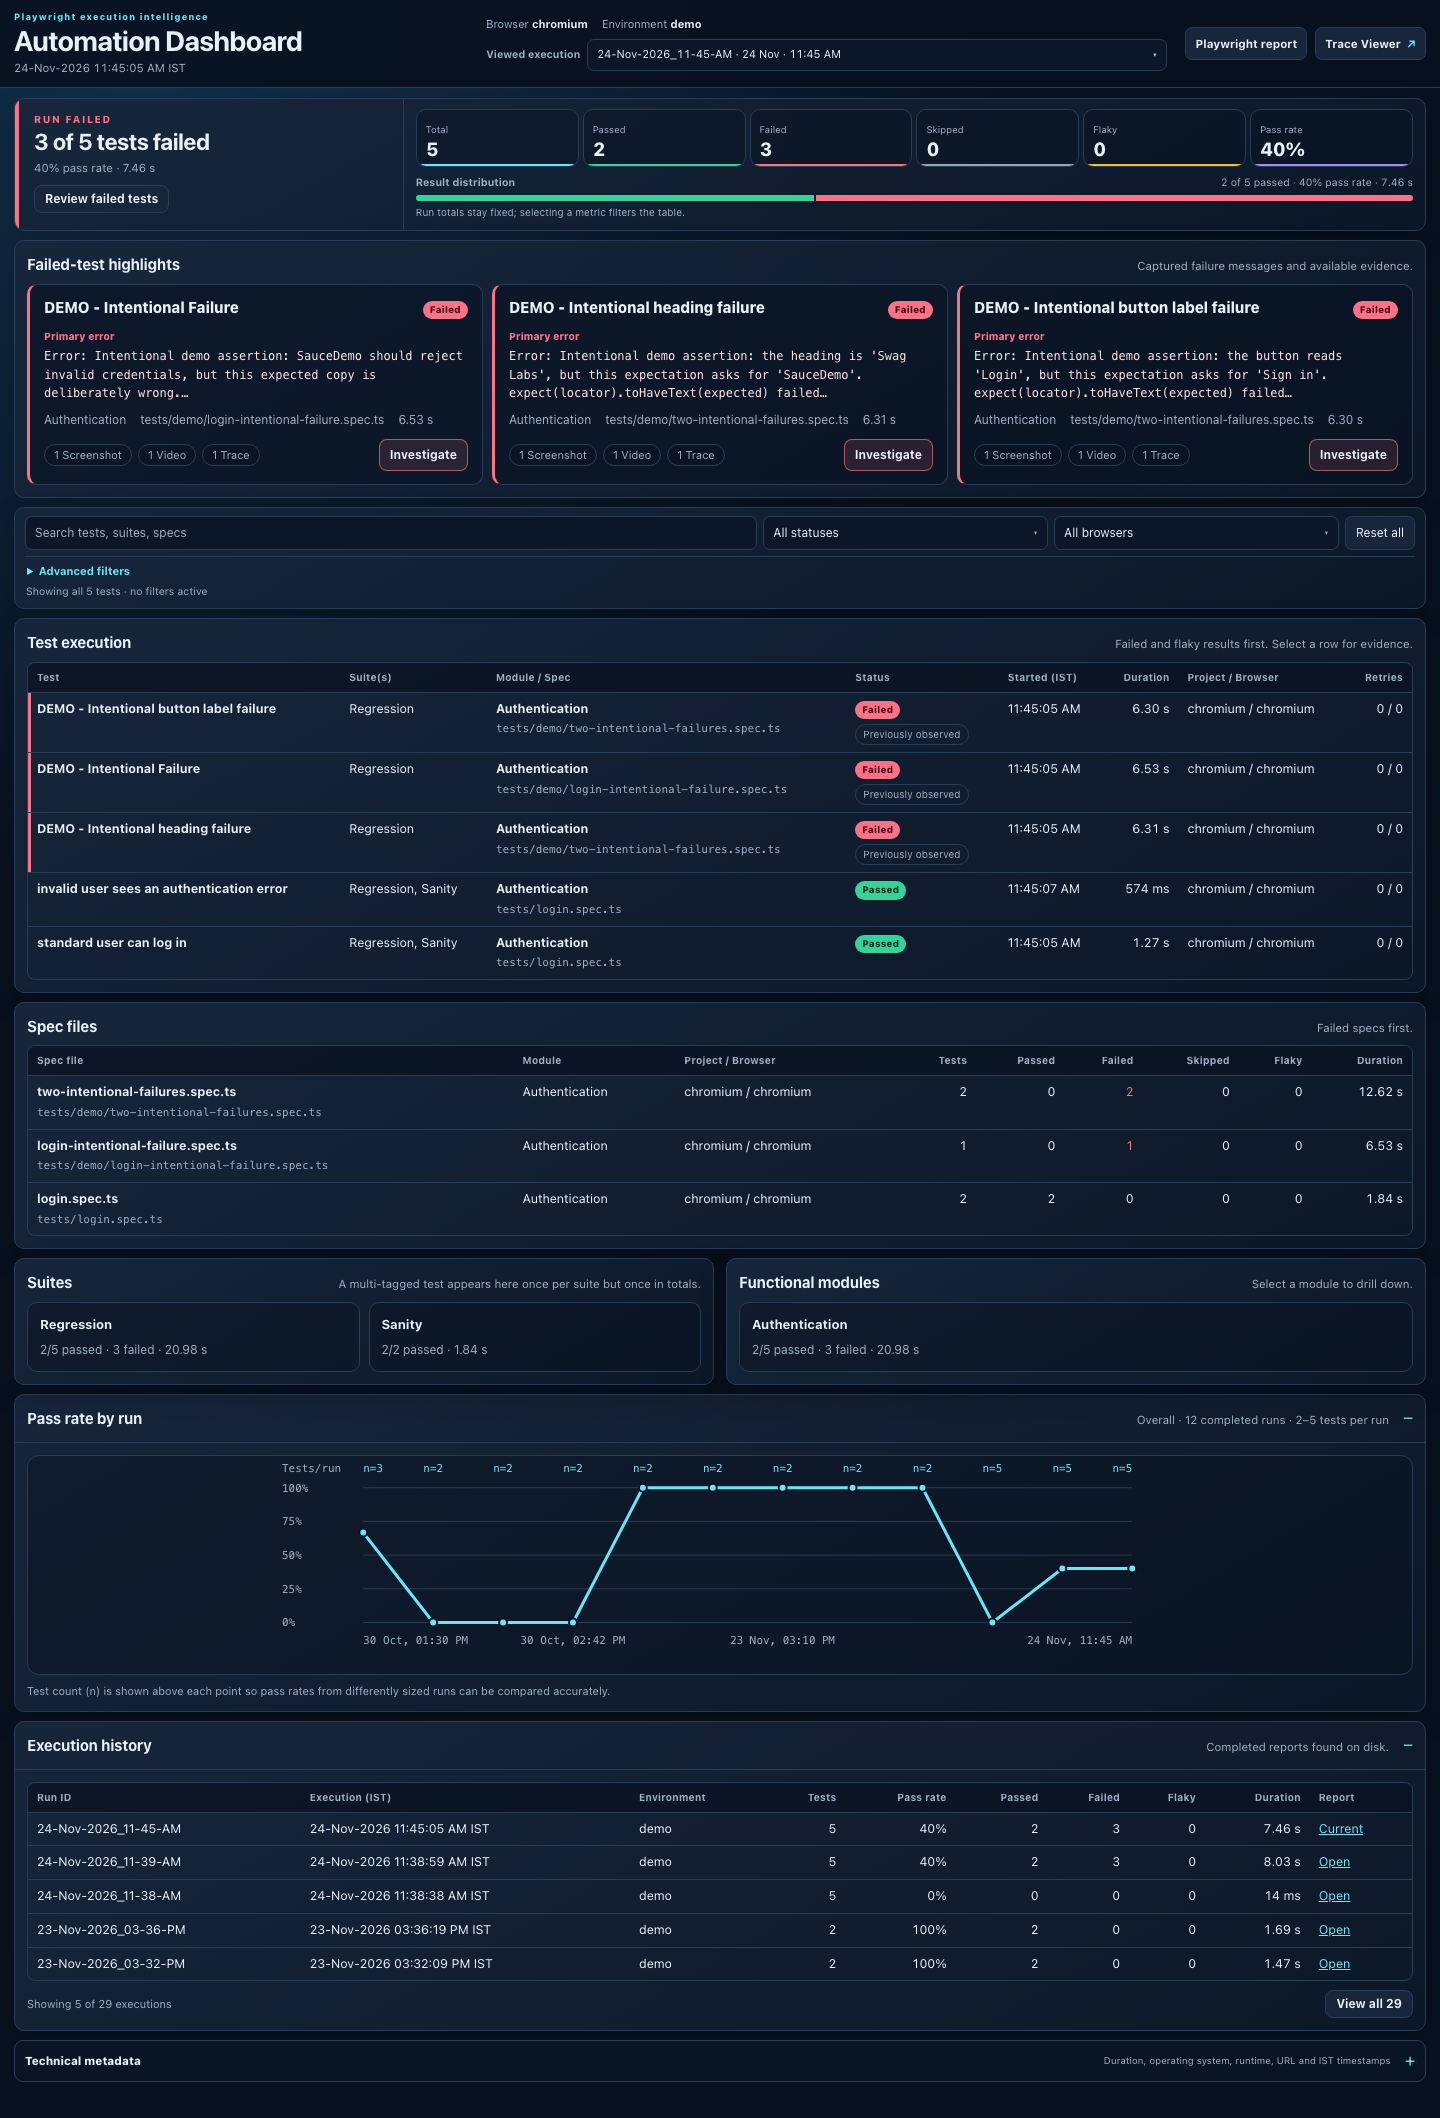 Playwright execution intelligence
Automation Dashboard
24-Nov-2026 11:45:05 AM IST
Browser chromium Environment demo
Viewed execution 24-Nov-2026_11-45-AM · 24 Nov · 11:45 AM
Playwright report Trace Viewer ↗
RUN FAILED
3 of 5 tests failed
40% pass rate · 7.46 s
Review failed tests
Total Passed Failed Skipped Flaky Pass rate
5 2 3 0 0 40%
Result distribution 2 of 5 passed · 40% pass rate · 7.46 s
Run totals stay fixed; selecting a metric filters the table.
Failed-test highlights Captured failure messages and available evidence.
DEMO - Intentional Failure Failed
Primary error
Error: Intentional demo assertion: SauceDemo should reject
invalid credentials, but this expected copy is
deliberately wrong.…
Authentication tests/demo/login-intentional-failure.spec.ts 6.53 s
1 Screenshot 1 Video 1 Trace Investigate
DEMO - Intentional heading failure Failed
Primary error
Error: Intentional demo assertion: the heading is 'Swag
Labs', but this expectation asks for 'SauceDemo'.
expect(locator).toHaveText(expected) failed…
Authentication tests/demo/two-intentional-failures.spec.ts 6.31 s
1 Screenshot 1 Video 1 Trace Investigate
DEMO - Intentional button label failure Failed
Primary error
Error: Intentional demo assertion: the button reads
'Login', but this expectation asks for 'Sign in'.
expect(locator).toHaveText(expected) failed…
Authentication tests/demo/two-intentional-failures.spec.ts 6.30 s
1 Screenshot 1 Video 1 Trace Investigate
Search tests, suites, specs All statuses All browsers Reset all
▶ Advanced filters
Showing all 5 tests · no filters active
Test execution Failed and flaky results first. Select a row for evidence.
Test Suite(s) Module / Spec Status Started (IST) Duration Project / Browser Retries
DEMO - Intentional button label failure Regression Authentication Failed 11:45:05 AM 6.30 s chromium / chromium 0 / 0
tests/demo/two-intentional-failures.spec.ts Previously observed
DEMO - Intentional Failure Regression Authentication Failed 11:45:05 AM 6.53 s chromium / chromium 0 / 0
tests/demo/login-intentional-failure.spec.ts Previously observed
DEMO - Intentional heading failure Regression Authentication Failed 11:45:05 AM 6.31 s chromium / chromium 0 / 0
tests/demo/two-intentional-failures.spec.ts Previously observed
invalid user sees an authentication error Regression, Sanity Authentication Passed 11:45:07 AM 574 ms chromium / chromium 0 / 0
tests/login.spec.ts
standard user can log in Regression, Sanity Authentication Passed 11:45:05 AM 1.27 s chromium / chromium 0 / 0
tests/login.spec.ts
Spec files Failed specs first.
Spec file Module Project / Browser Tests Passed Failed Skipped Flaky Duration
two-intentional-failures.spec.ts Authentication chromium / chromium 2 0 2 0 0 12.62 s
tests/demo/two-intentional-failures.spec.ts
login-intentional-failure.spec.ts Authentication chromium / chromium 1 0 1 0 0 6.53 s
tests/demo/login-intentional-failure.spec.ts
login.spec.ts Authentication chromium / chromium 2 2 0 0 0 1.84 s
tests/login.spec.ts
Suites A multi-tagged test appears here once per suite but once in totals.
Regression Sanity
2/5 passed · 3 failed · 20.98 s 2/2 passed · 1.84 s
Functional modules Select a module to drill down.
Authentication
2/5 passed · 3 failed · 20.98 s
Pass rate by run Overall · 12 completed runs · 2–5 tests per run −
Tests/run n=3 n=2 n=2 n=2 n=2 n=2 n=2 n=2 n=2 n=5 n=5 n=5
100%
75%
50%
25%
0%
30 Oct, 01:30 PM 30 Oct, 02:42 PM 23 Nov, 03:10 PM 24 Nov, 11:45 AM
Test count (n) is shown above each point so pass rates from differently sized runs can be compared accurately.
Execution history Completed reports found on disk. −
Run ID Execution (IST) Environment Tests Pass rate Passed Failed Flaky Duration Report
24-Nov-2026_11-45-AM 24-Nov-2026 11:45:05 AM IST demo 5 40% 2 3 0 7.46 s Current
24-Nov-2026_11-39-AM 24-Nov-2026 11:38:59 AM IST demo 5 40% 2 3 0 8.03 s Open
24-Nov-2026_11-38-AM 24-Nov-2026 11:38:38 AM IST demo 5 0% 0 0 0 14 ms Open
23-Nov-2026_03-36-PM 23-Nov-2026 03:36:19 PM IST demo 2 100% 2 0 0 1.69 s Open
23-Nov-2026_03-32-PM 23-Nov-2026 03:32:09 PM IST demo 2 100% 2 0 0 1.47 s Open
Showing 5 of 29 executions View all 29
Technical metadata Duration, operating system, runtime, URL and IST timestamps +